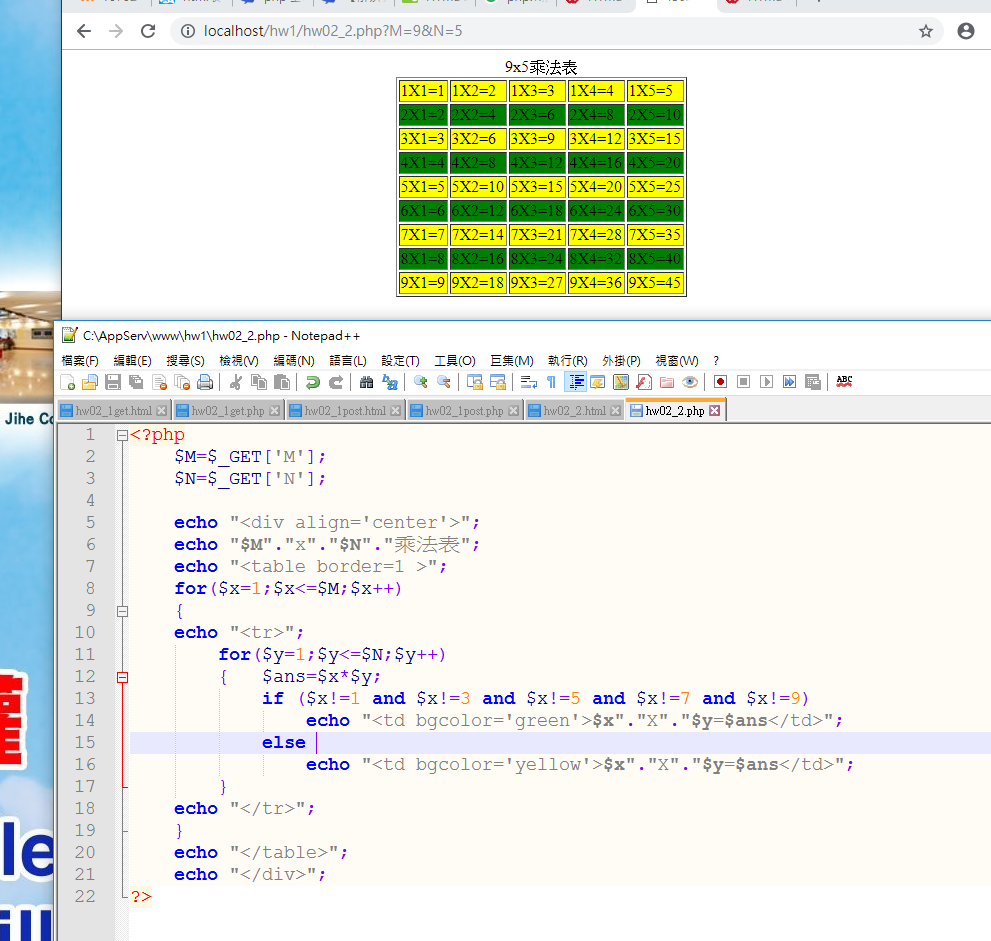 localhost/hw1/hw02_2.php?M=9&N=5
9x5乘法表
1X1=1 1X2=2 1X3=3 1X4=4 1X5=5
2X1=2 2X2=4 2X3=6 2X4=8 2X5=10
3X1=3 3X2=6 3X3=9 3X4=12 3X5=15
4X1=4 4X2=8 4X3=12 4X4=16 4X5=20
5X1=5 5X2=10 5X3=15 5X4=20 5X5=25
6X1=6 6X2=12 6X3=18 6X4=24 6X5=30
7X1=7 7X2=14 7X3=21 7X4=28 7X5=35
8X1=8 8X2=16 8X3=24 8X4=32 8X5=40
9X1=9 9X2=18 9X3=27 9X4=36 9X5=45
C:\AppServ\www\hw1\hw02_2.php - Notepad++
檔案(F) 編輯(E) 搜尋(S) 檢視(V) 編碼(N) 語言(L) 設定(T) 工具(O) 巨集(M) 執行(R) 外掛(P) 視窗(W) ?
ABC
Jihe
hw02_1get.html hw02_1get.php hw02_1post.html hw02_1post.php hw02_2.html hw02_2.php
1 <?php
2 $M=$_GET['M'];
3 $N=$_GET['N'];
4
5 echo "<div align='center'>";
6 echo "$M"."x"."$N"."乘法表";
7 echo "<table border=1 >";
8 for($x=1;$x<=$M;$x++)
9 {
10 echo "<tr>";
11 for($y=1;$y<=$N;$y++)
12 { $ans=$x*$y;
13 if ($x!=1 and $x!=3 and $x!=5 and $x!=7 and $x!=9)
14 echo "<td bgcolor='green'>$x"."X"."$y=$ans</td>";
15 else
16 echo "<td bgcolor='yellow'>$x"."X"."$y=$ans</td>";
17 }
18 echo "</tr>";
19 }
20 echo "</table>";
21 echo "</div>";
22 ?>